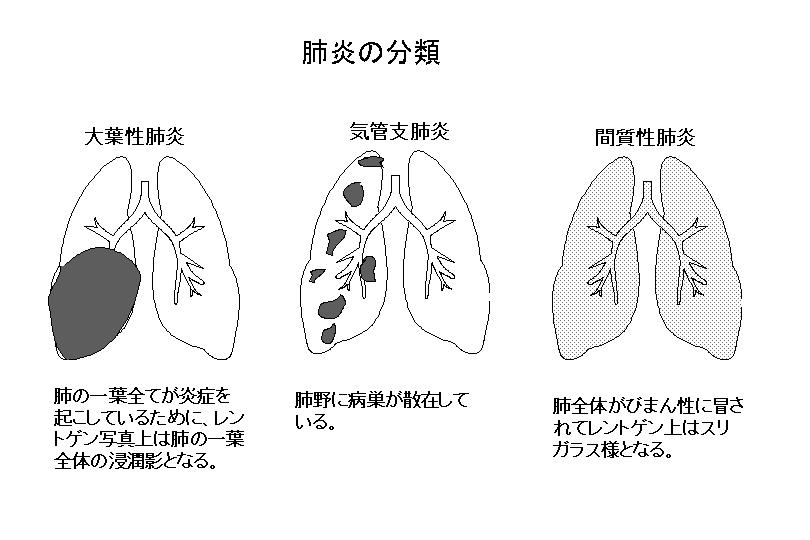 肺炎の分類
大葉性肺炎
気管支肺炎
間質性肺炎
肺の一葉全てが炎症を
起こしているために、レン
トゲン写真上は肺の一葉
全体の浸潤影となる。
肺野に病巣が散在して
いる。
肺全体がびまん性に冒さ
れてレントゲン上はスリ
ガラス様となる。